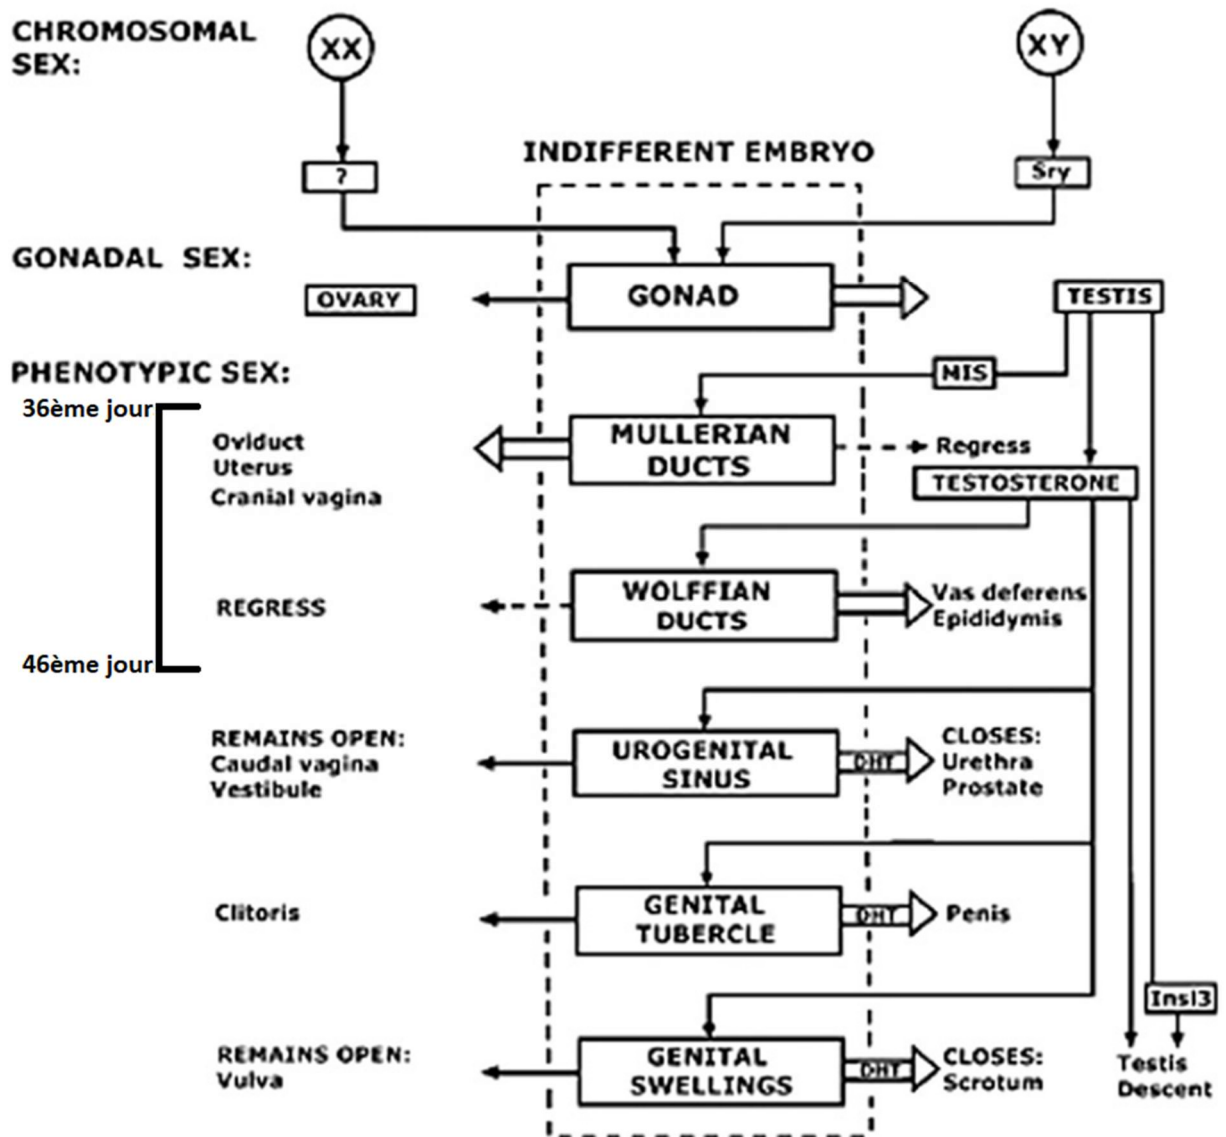 CHROMOSOMAL
SEX:
XX
XY
INDIFFERENT EMBRYO
?
Sry
GONADAL SEX:
OVARY
GONAD
TESTIS
PHENOTYPIC SEX:
MIS
36ème jour
Oviduct
Uterus
Cranial vagina
MULLERIAN
DUCTS
Regress
TESTOSTERONE
REGRESS
WOLFFIAN
DUCTS
Vas deferens
Epididymis
46ème jour
REMAINS OPEN:
Caudal vagina
Vestibule
UROGENITAL
SINUS
DHT
CLOSES:
Urethra
Prostate
Clitoris
GENITAL
TUBERCLE
DHT
Penis
Insl3
REMAINS OPEN:
Vulva
GENITAL
SWELLINGS
DHT
CLOSES:
Scrotum
Testis
Descent